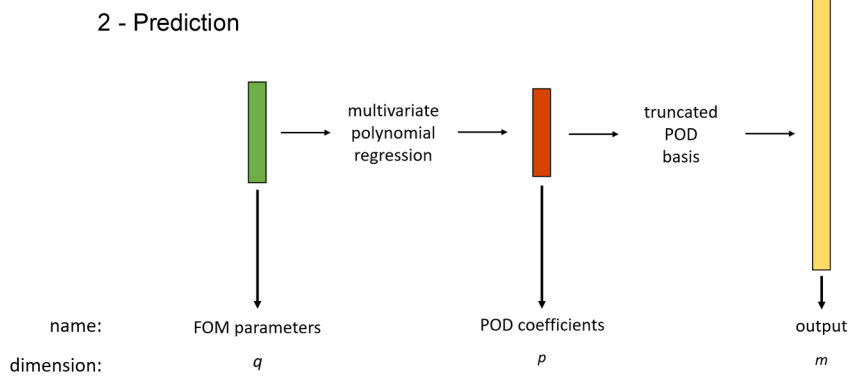 2 - Prediction
multivariate
polynomial
regression
truncated
POD
basis
name: FOM parameters POD coefficients output
dimension: q p m